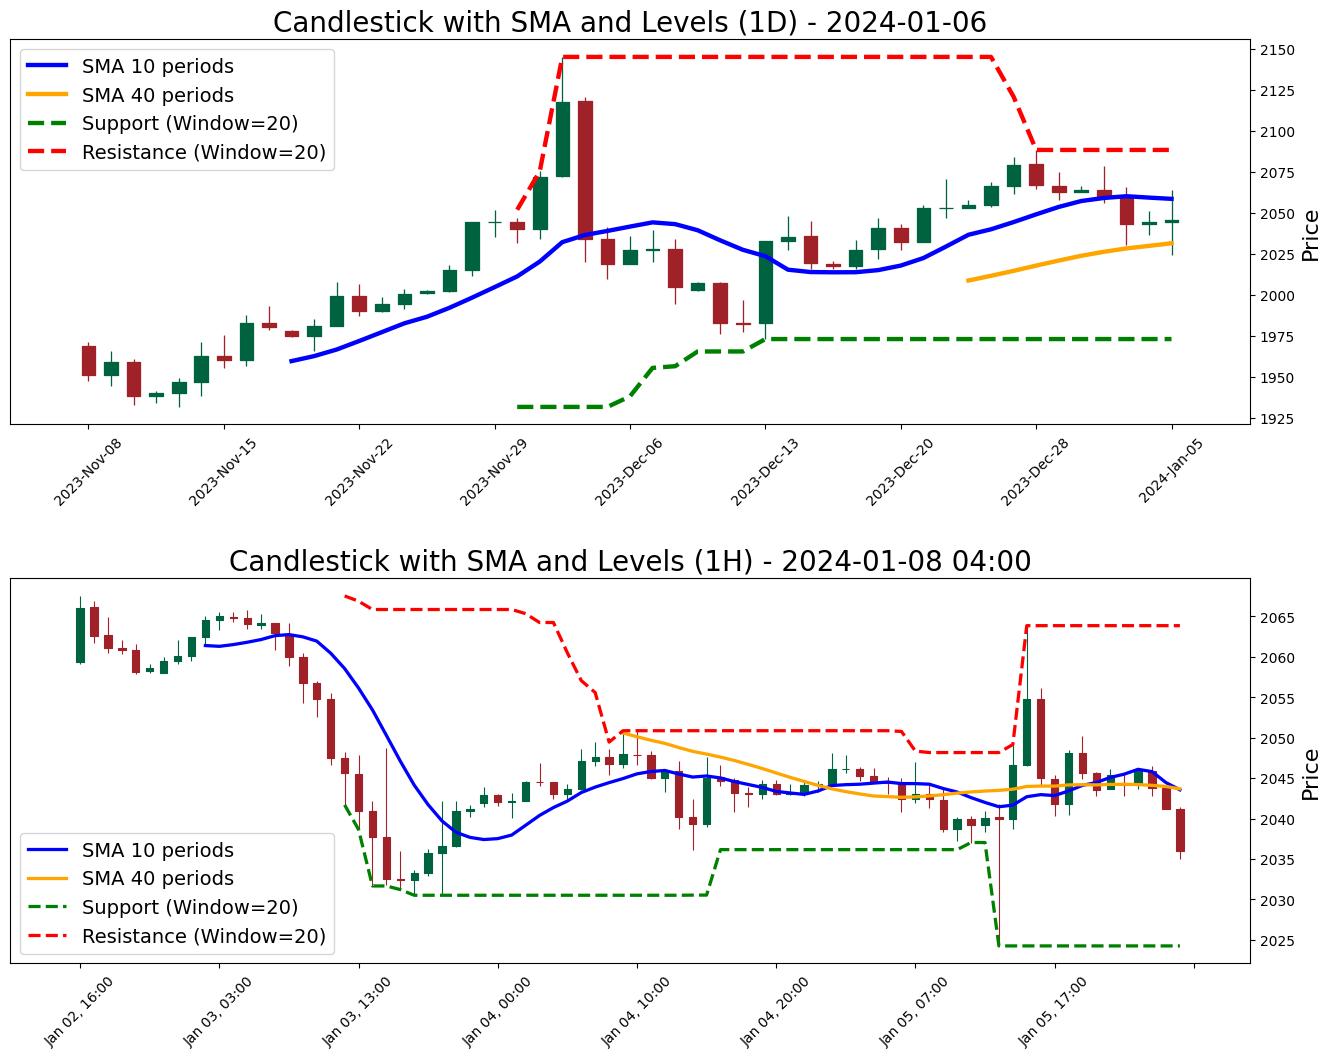 Candlestick with SMA and Levels (1D) - 2024-01-06
SMA 10 periods
SMA 40 periods
Support (Window=20)
Resistance (Window=20)
2150
2125
2100
2075
2050
2025
2000
1975
1950
1925
Price
2023-Nov-08
2023-Nov-15
2023-Nov-22
2023-Nov-29
2023-Dec-06
2023-Dec-13
2023-Dec-20
2023-Dec-28
2024-Jan-05
Candlestick with SMA and Levels (1H) - 2024-01-08 04:00
2065
2060
2055
2050
2045
2040
2035
2030
2025
Price
SMA 10 periods
SMA 40 periods
Support (Window=20)
Resistance (Window=20)
Jan 02, 16:00
Jan 03, 03:00
Jan 03, 13:00
Jan 04, 00:00
Jan 04, 10:00
Jan 04, 20:00
Jan 05, 07:00
Jan 05, 17:00